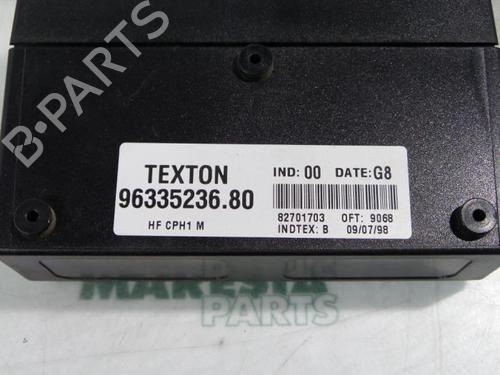 B-PARTS
TEXTON
96335236.80
HF CPH1 M
IND: 00 DATE: G8
82701703 OFT: 9068
INDTEX: B 09/07/98
PARTS